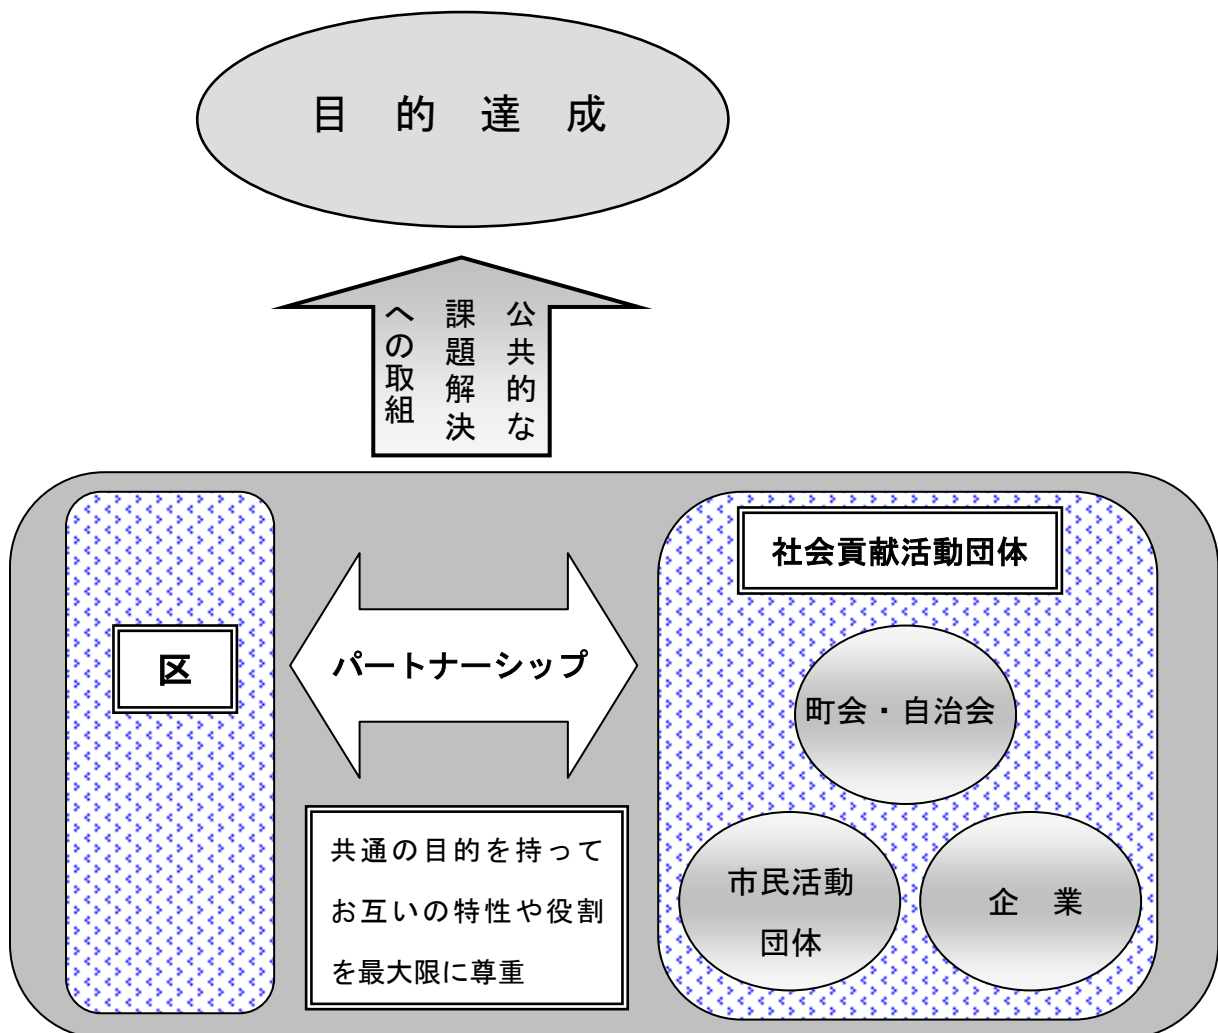 目　的　達　成
公共的な
課題解決
への取組
社会貢献活動団体
区
パートナーシップ
町会・自治会
共通の目的を持って
お互いの特性や役割
を最大限に尊重
市民活動
団体
企　業